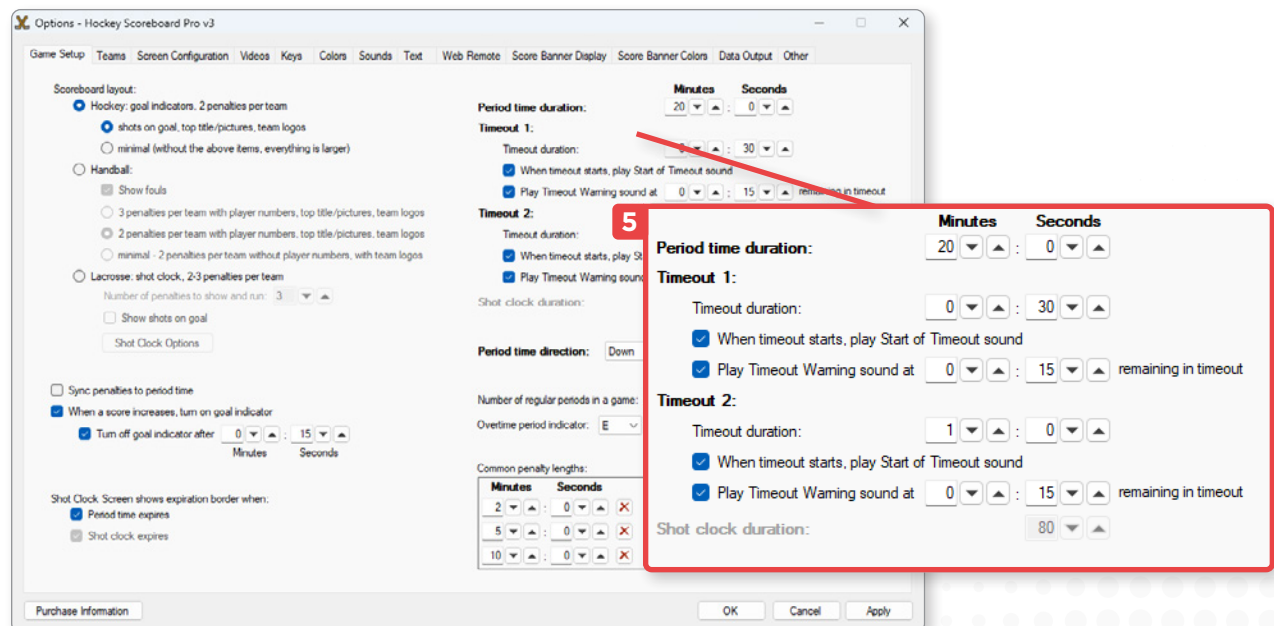 Options - Hockey Scoreboard Pro v3
Game Setup Teams Screen Configuration Videos Keys Colors Sounds Text Web Remote Score Banner Display Score Banner Colors Data Output Other
Scoreboard layout:
Hockey: goal indicators, 2 penalties per team
shots on goal, top title/pictures, team logos
minimal (without the above items, everything is larger)
Handball:
Show fouls
3 penalties per team with player numbers, top title/pictures, team logos
2 penalties per team with player numbers, top title/pictures, team logos
minimal - 2 penalties per team without player numbers, with team logos
Lacrosse: shot clock, 2-3 penalties per team
Number of penalties to show and run: 3
Show shots on goal
Shot Clock Options
Sync penalties to period time
When a score increases, turn on goal indicator
Turn off goal indicator after 0 : 15
Minutes Seconds
Shot Clock Screen shows expiration border when:
Period time expires
Shot clock expires
Minutes Seconds
Period time duration: 20 : 0
Timeout 1:
Timeout duration: 0 : 30
When timeout starts, play Start of Timeout sound
Play Timeout Warning sound at 0 : 15 remaining in timeout
Timeout 2:
Timeout duration:
When timeout starts, play St
Play Timeout Warning sound
Shot clock duration:
Period time direction: Down
Number of regular periods in a game:
Overtime period indicator: E
Common penalty lengths:
Minutes Seconds
2 : 0
5 : 0
10 : 0
Purchase Information OK Cancel Apply
5
Minutes Seconds
Period time duration: 20 : 0
Timeout 1:
Timeout duration: 0 : 30
When timeout starts, play Start of Timeout sound
Play Timeout Warning sound at 0 : 15 remaining in timeout
Timeout 2:
Timeout duration: 1 : 0
When timeout starts, play Start of Timeout sound
Play Timeout Warning sound at 0 : 15 remaining in timeout
Shot clock duration: 80